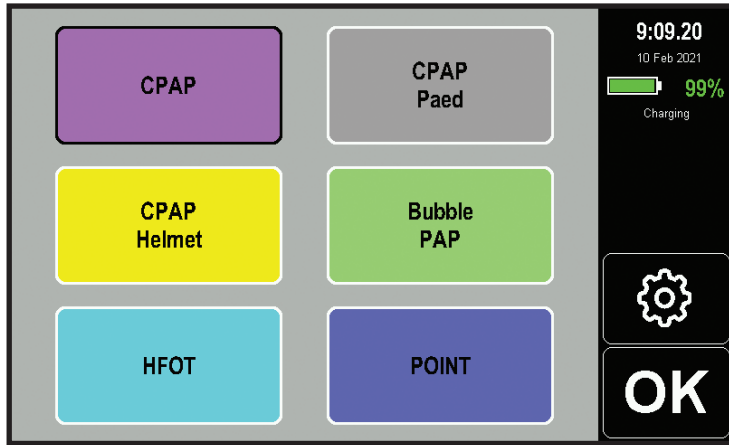 CPAP
CPAP
Paed
CPAP
Helmet
Bubble
PAP
HFOT
POINT
9:09.20
10 Feb 2021
99%
Charging
OK